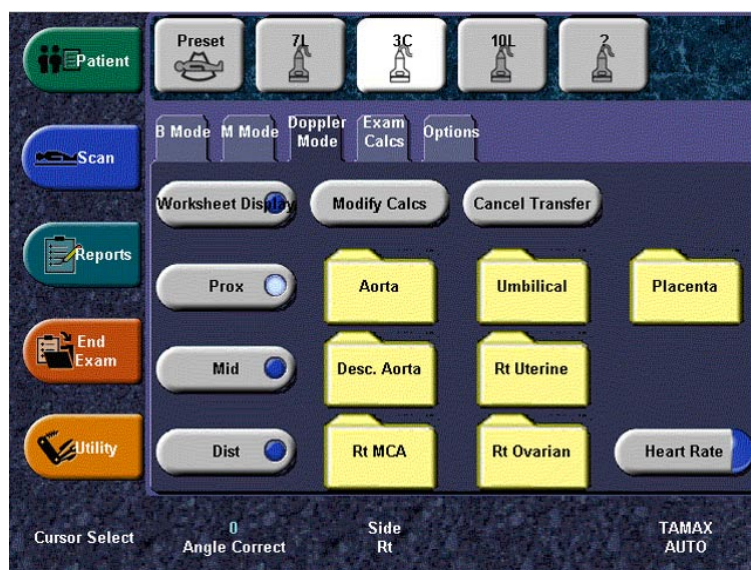 Patient
Preset
7L
3C
10L
?
Scan
B Mode
M Mode
Doppler
Mode
Exam
Calcs
Options
Worksheet Display
Modify Calcs
Cancel Transfer
Reports
Prox
Aorta
Umbilical
Placenta
End
Exam
Mid
Desc. Aorta
Rt Uterine
Utility
Dist
Rt MCA
Rt Ovarian
Heart Rate
Cursor Select
0
Angle Correct
Side
Rt
TAMAX
AUTO